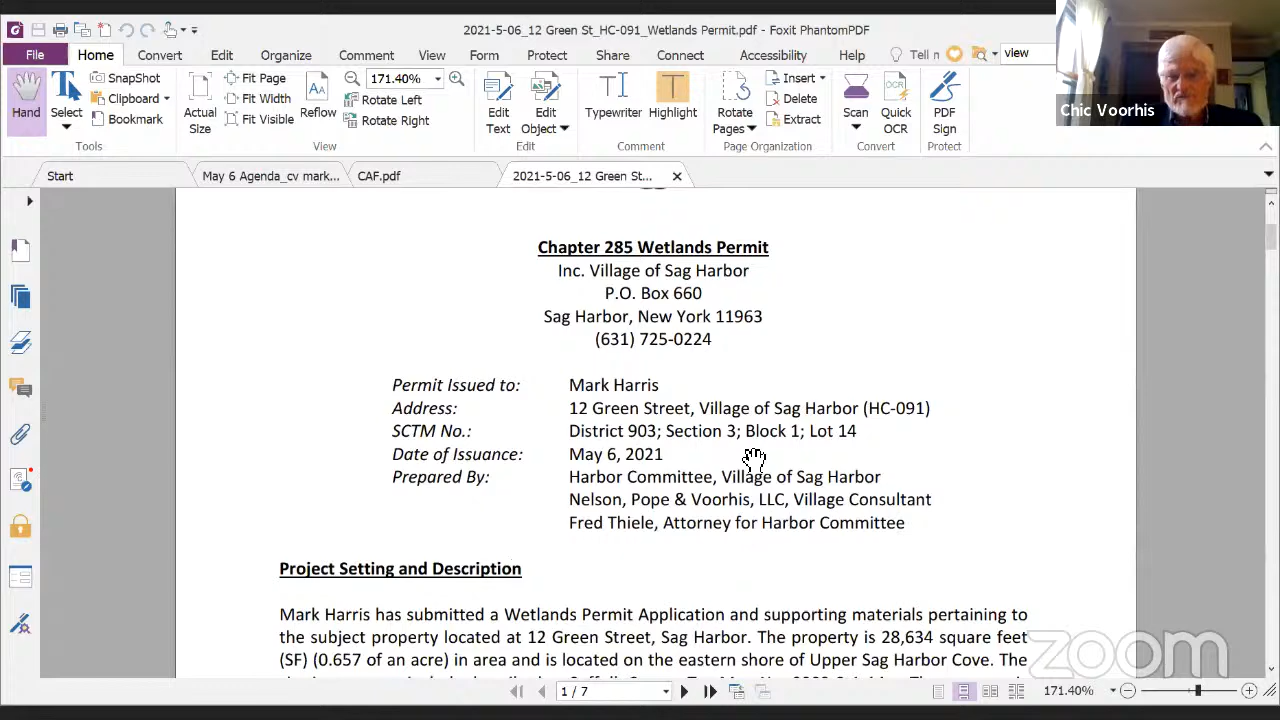 2021-5-06_12 Green St_HC-091_Wetlands Permit.pdf - Foxit PhantomPDF
File Home Convert Edit Organize Comment View Form Protect Share Connect Accessibility Help Tell n view
Hand
Select
SnapShot
Clipboard
Bookmark
Tools
Actual Size
Fit Page
Fit Width
Fit Visible
Reflow
171.40%
Rotate Left
Rotate Right
View
Edit Text
Edit Object
Edit
Typewriter
Highlight
Comment
Rotate Pages
Insert
Delete
Extract
Page Organization
Scan
Quick OCR
Convert
PDF Sign
Protect
Chic Voorhis
Start
May 6 Agenda_cv mark...
CAF.pdf
2021-5-06_12 Green St...
Chapter 285 Wetlands Permit
Inc. Village of Sag Harbor
P.O. Box 660
Sag Harbor, New York 11963
(631) 725-0224
Permit Issued to: Mark Harris
Address: 12 Green Street, Village of Sag Harbor (HC-091)
SCTM No.: District 903; Section 3; Block 1; Lot 14
Date of Issuance: May 6, 2021
Prepared By: Harbor Committee, Village of Sag Harbor
Nelson, Pope & Voorhis, LLC, Village Consultant
Fred Thiele, Attorney for Harbor Committee
Project Setting and Description
Mark Harris has submitted a Wetlands Permit Application and supporting materials pertaining to
the subject property located at 12 Green Street, Sag Harbor. The property is 28,634 square feet
(SF) (0.657 of an acre) in area and is located on the eastern shore of Upper Sag Harbor Cove. The
zoom
1 / 7
171.40%